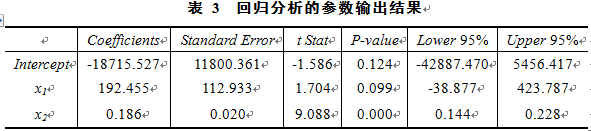 表 3 回归分析的参数输出结果
Coefficients Standard Error t Stat P-value Lower 95% Upper 95%
Intercept -18715.527 11800.361 -1.586 0.124 -42887.470 5456.417
x1 192.455 112.933 1.704 0.099 -38.877 423.787
x2 0.186 0.020 9.088 0.000 0.144 0.228